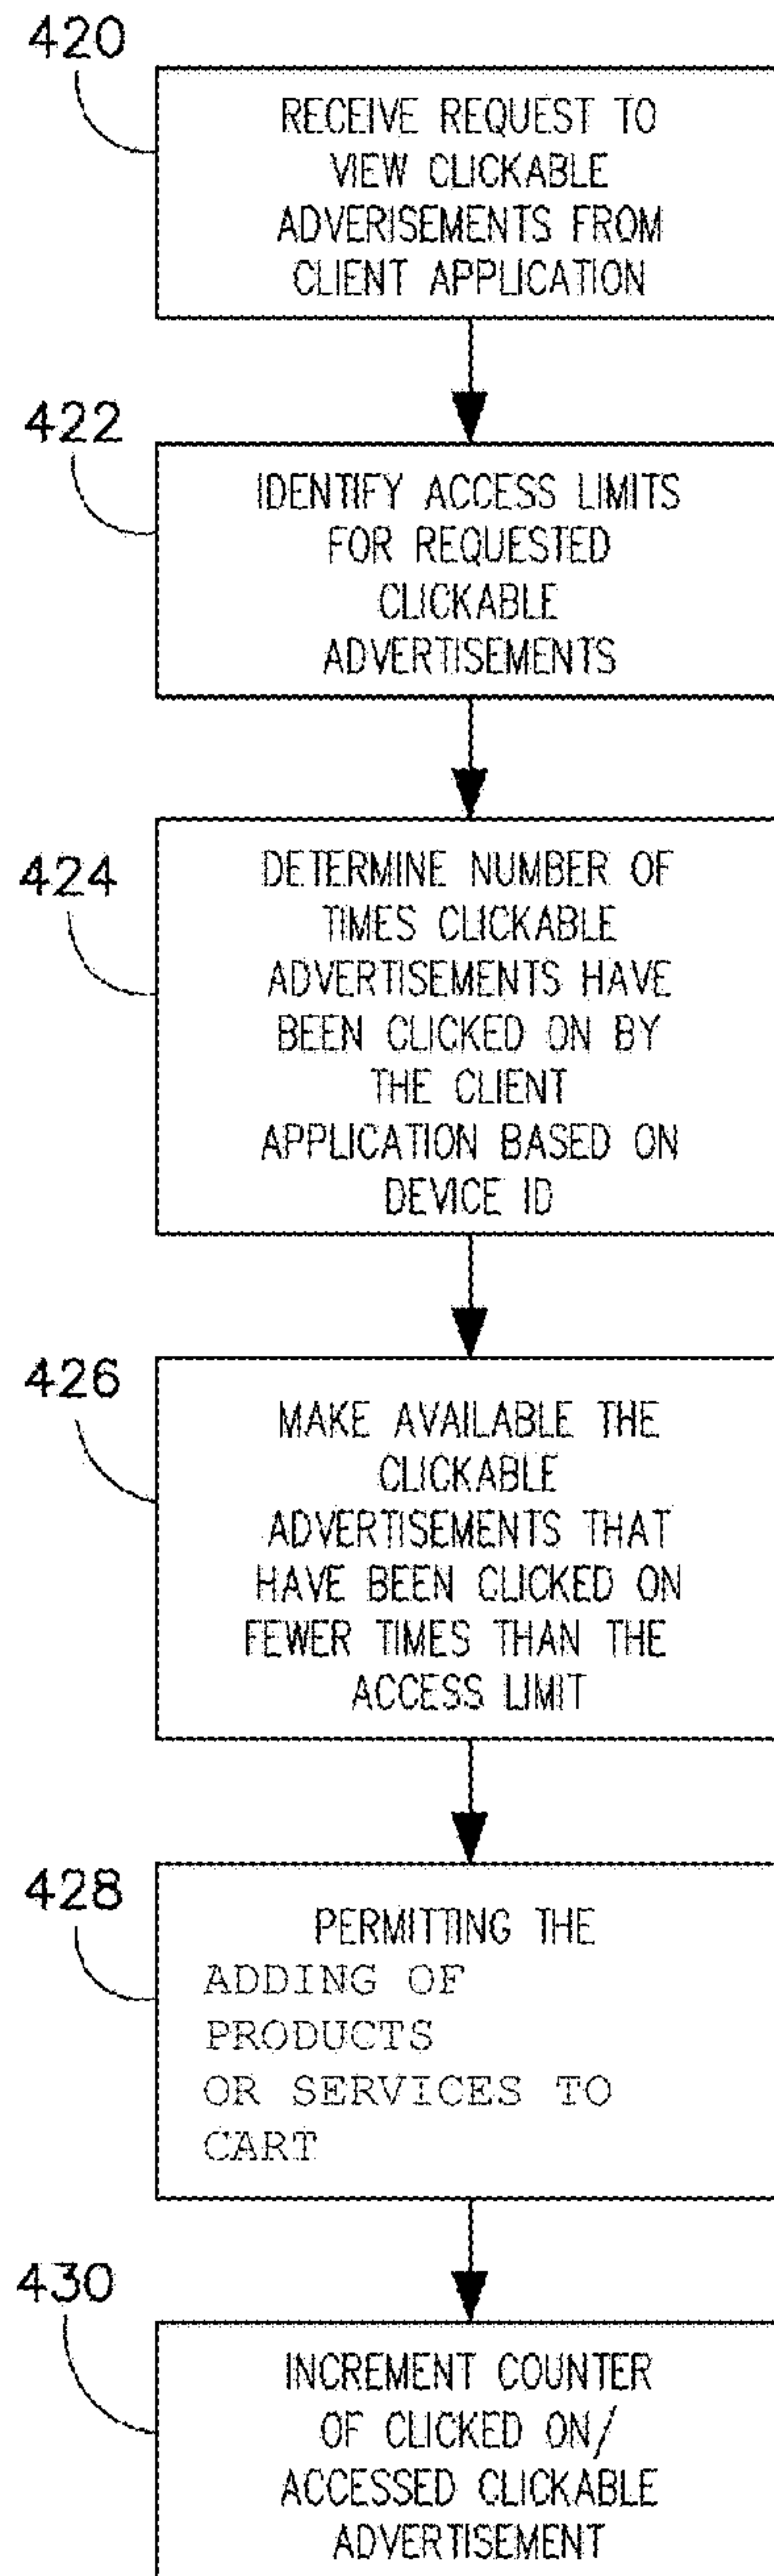 420
RECEIVE REQUEST TO
VIEW CLICKABLE
ADVERISEMENTS FROM
CLIENT APPLICATION
422
IDENTIFY ACCESS LIMITS
FOR REQUESTED
CLICKABLE
ADVERTISEMENTS
424
DETERMINE NUMBER OF
TIMES CLICKABLE
ADVERTISEMENTS HAVE
BEEN CLICKED ON BY
THE CLIENT
APPLICATION BASED ON
DEVICE ID
426
MAKE AVAILABLE THE
CLICKABLE
ADVERTISEMENTS THAT
HAVE BEEN CLICKED ON
FEWER TIMES THAN THE
ACCESS LIMIT
428
PERMITTING THE
ADDING OF
PRODUCTS
OR SERVICES TO
CART
430
INCREMENT COUNTER
OF CLICKED ON/
ACCESSED CLICKABLE
ADVERTISEMENT